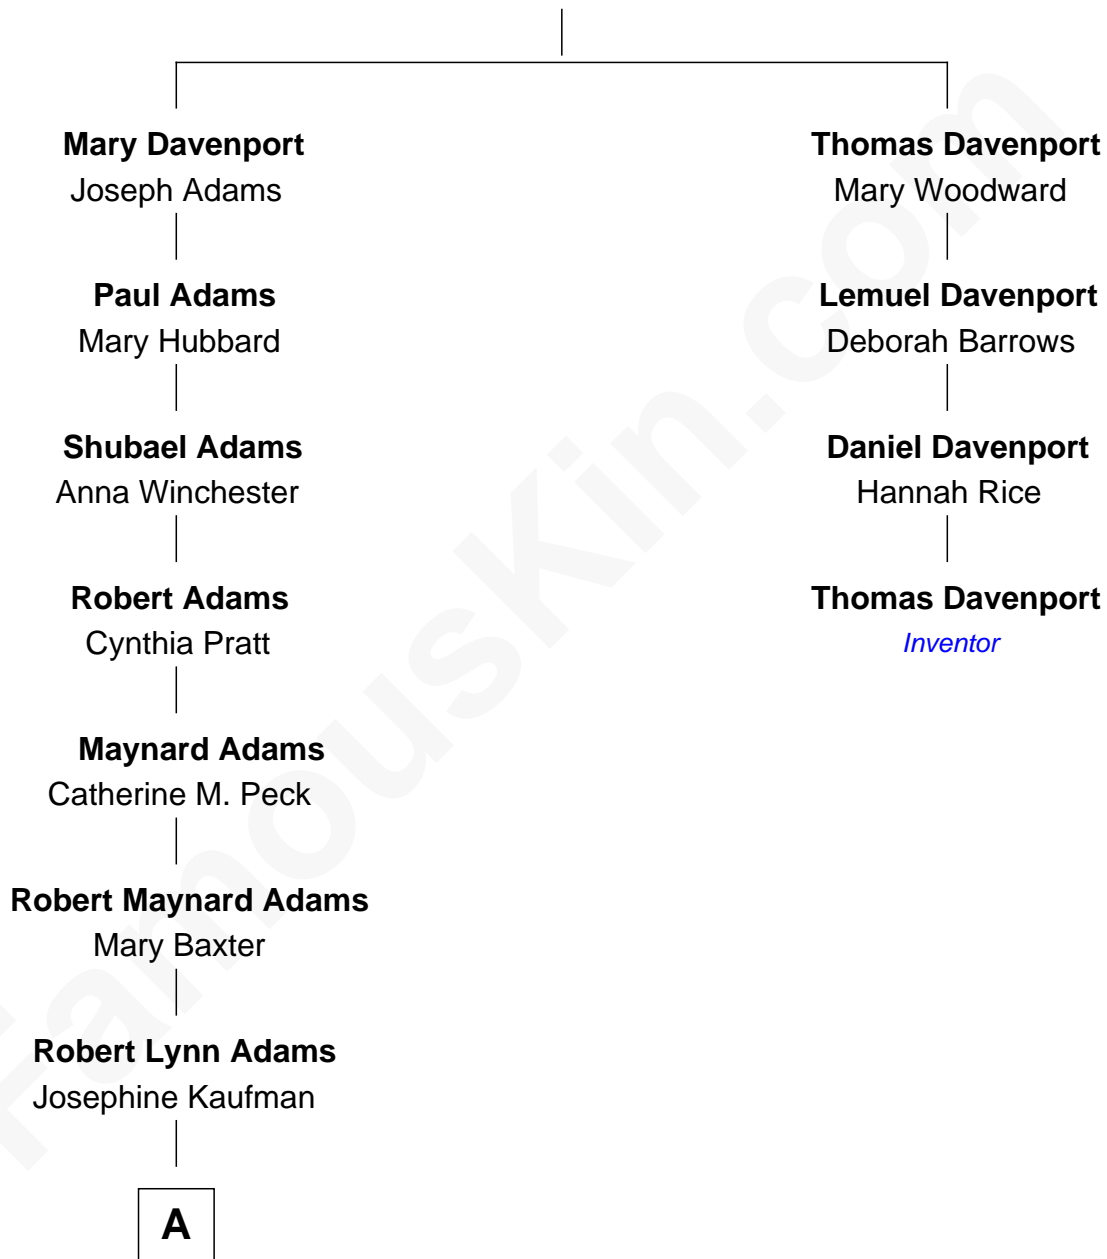 Mary Davenport
Joseph Adams
Paul Adams
Mary Hubbard
Shubael Adams
Anna Winchester
Robert Adams
Cynthia Pratt
Maynard Adams
Catherine M. Peck
Robert Maynard Adams
Mary Baxter
Robert Lynn Adams
Josephine Kaufman
A
Thomas Davenport
Mary Woodward
Lemuel Davenport
Deborah Barrows
Daniel Davenport
Hannah Rice
Thomas Davenport
Inventor
FamousKin.com